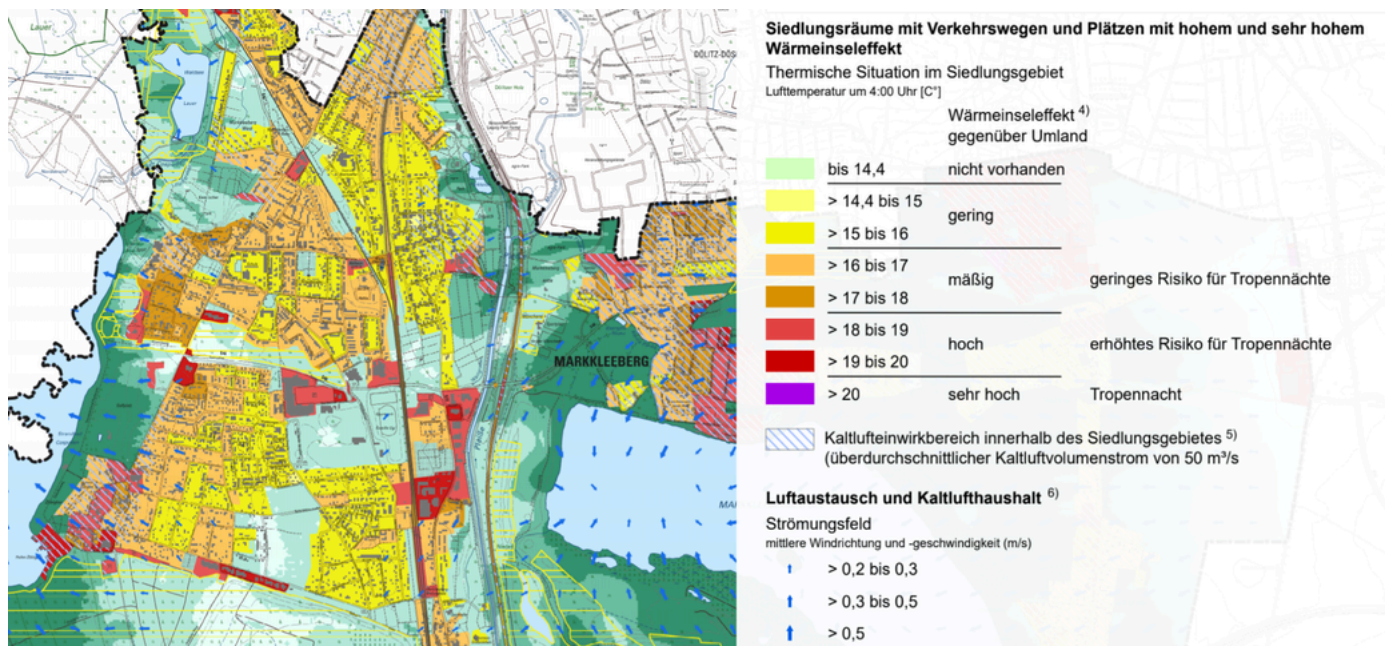 Lauer
Lauer
DÖLITZ-DÖS
MARKKLEEBERG
Siedlungsräume mit Verkehrswegen und Plätzen mit hohem und sehr hohem
Wärmeinseleffekt
Thermische Situation im Siedlungsgebiet
Lufttemperatur um 4:00 Uhr [C°]
Wärmeinseleffekt 4)
gegenüber Umland
bis 14,4 nicht vorhanden
> 14,4 bis 15
gering
> 15 bis 16
> 16 bis 17
mäßig geringes Risiko für Tropennächte
> 17 bis 18
> 18 bis 19
hoch erhöhtes Risiko für Tropennächte
> 19 bis 20
> 20 sehr hoch Tropennacht
Kaltlufteinwirkbereich innerhalb des Siedlungsgebietes 5)
(überdurchschnittlicher Kaltluftvolumenstrom von 50 m³/s
Luftaustausch und Kaltlufthaushalt 6)
Strömungsfeld
mittlere Windrichtung und -geschwindigkeit (m/s)
> 0,2 bis 0,3
> 0,3 bis 0,5
> 0,5